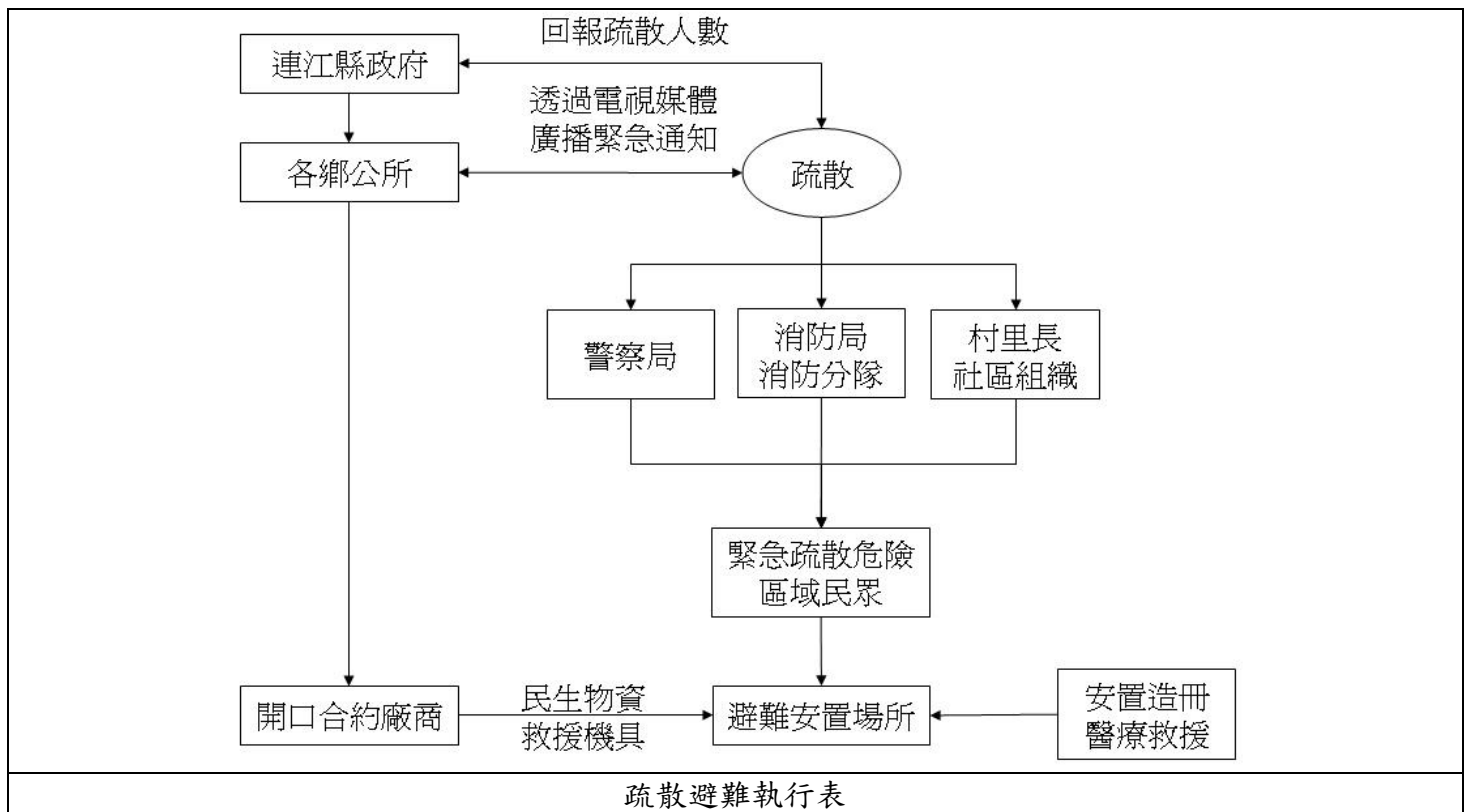 回報疏散人數
連江縣政府
透過電視媒體
廣播緊急通知
各鄉公所
疏散
警察局
消防局
消防分隊
村里長
社區組織
緊急疏散危險
區域民眾
開口合約廠商
民生物資
救援機具
避難安置場所
安置造冊
醫療救援
疏散避難執行表